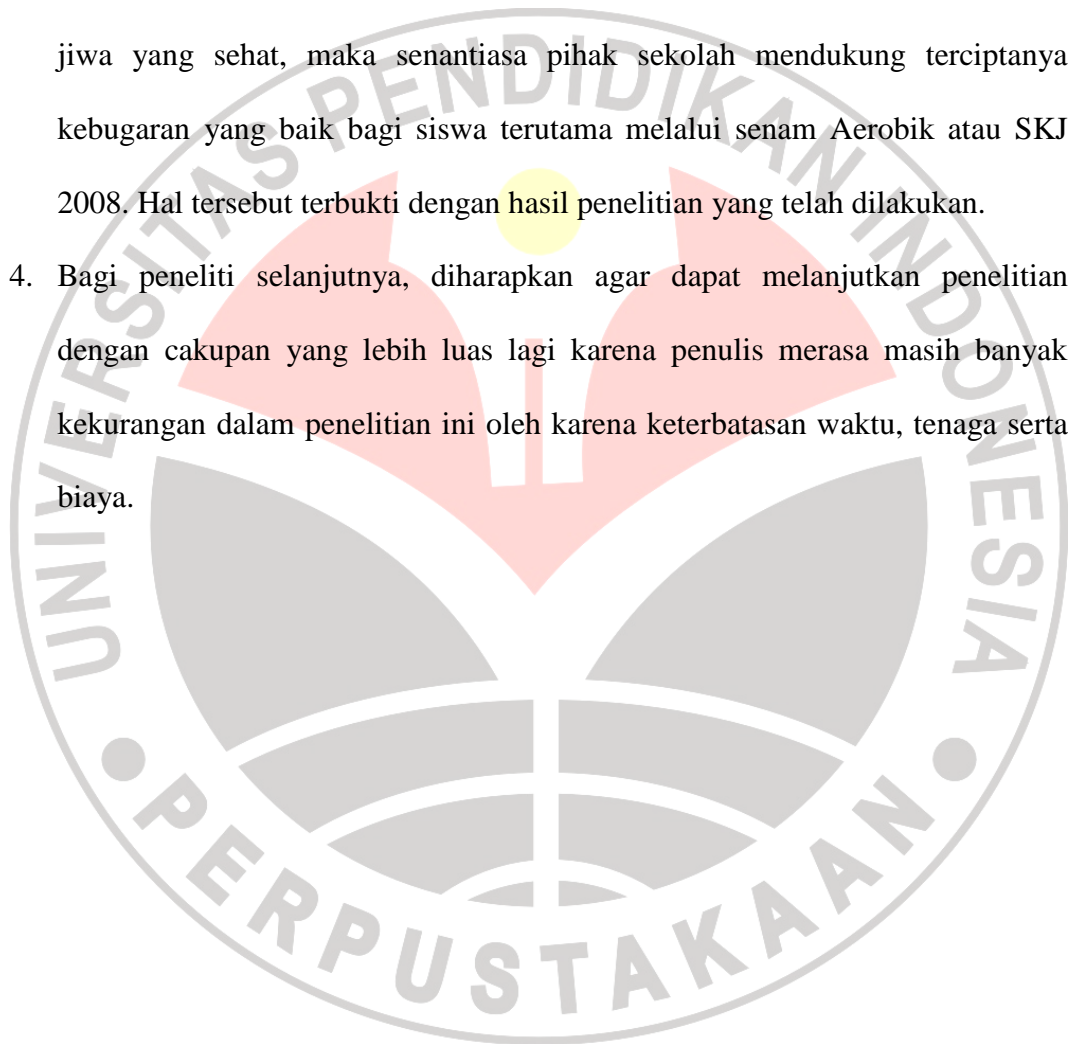 jiwa yang sehat, maka senantiasa pihak sekolah mendukung terciptanya
kebugaran yang baik bagi siswa terutama melalui senam Aerobik atau SKJ
2008. Hal tersebut terbukti dengan hasil penelitian yang telah dilakukan.
4. Bagi peneliti selanjutnya, diharapkan agar dapat melanjutkan penelitian
dengan cakupan yang lebih luas lagi karena penulis merasa masih banyak
kekurangan dalam penelitian ini oleh karena keterbatasan waktu, tenaga serta
biaya.
UNIVERSITAS PENDIDIKAN INDONESIA
PERPUSTAKAAN